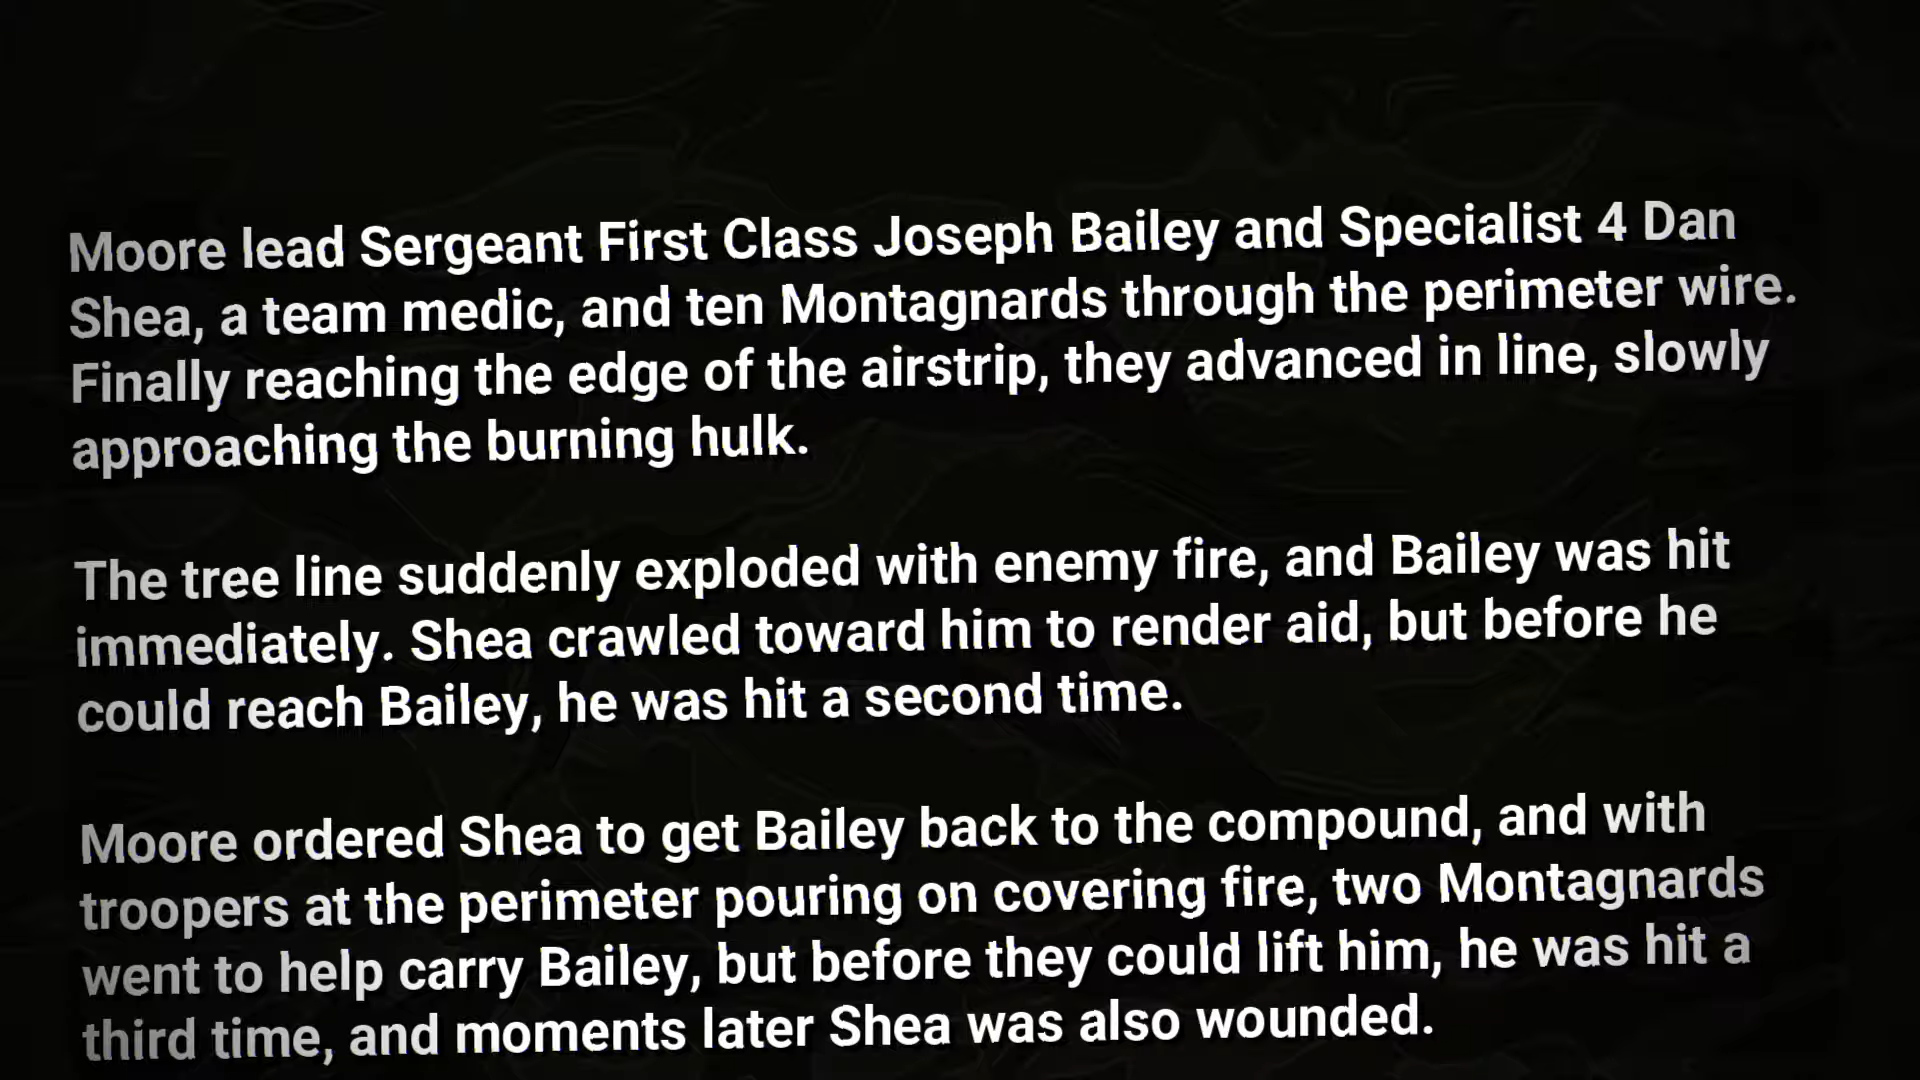 Moore lead Sergeant First Class Joseph Bailey and Specialist 4 Dan
Shea, a team medic, and ten Montagnards through the perimeter wire.
Finally reaching the edge of the airstrip, they advanced in line, slowly
approaching the burning hulk.
The tree line suddenly exploded with enemy fire, and Bailey was hit
immediately. Shea crawled toward him to render aid, but before he
could reach Bailey, he was hit a second time.
Moore ordered Shea to get Bailey back to the compound, and with
troopers at the perimeter pouring on covering fire, two Montagnards
went to help carry Bailey, but before they could lift him, he was hit a
third time, and moments later Shea was also wounded.